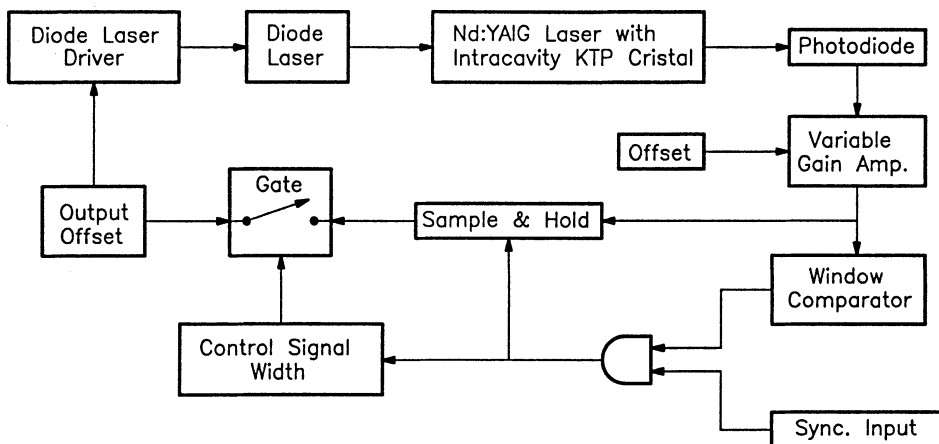 Diode Laser
Driver
Diode
Laser
Nd:YAIG Laser with
Intracavity KTP Cristal
Photodiode
Offset
Variable
Gain Amp.
Gate
Output
Offset
Sample & Hold
Window
Comparator
Control Signal
Width
Sync. Input